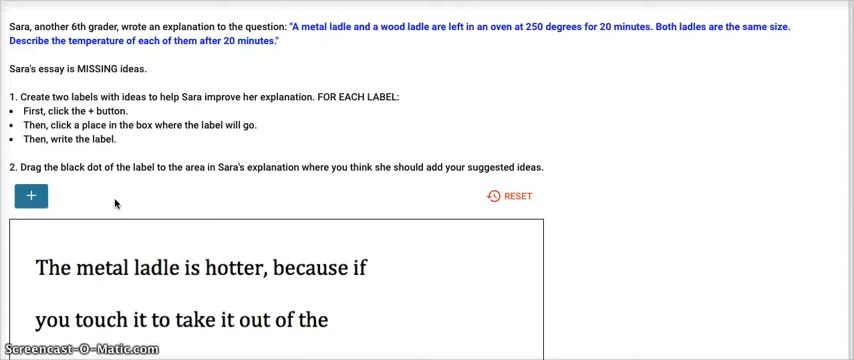 Sara, another 6th grader, wrote an explanation to the question: "A metal ladle and a wood ladle are left in an oven at 250 degrees for 20 minutes. Both ladles are the same size.
Describe the temperature of each of them after 20 minutes."
Sara's essay is MISSING ideas.
1. Create two labels with ideas to help Sara improve her explanation. FOR EACH LABEL:
• First, click the + button.
• Then, click a place in the box where the label will go.
• Then, write the label.
2. Drag the black dot of the label to the area in Sara's explanation where you think she should add your suggested ideas.
+ RESET
The metal ladle is hotter, because if
you touch it to take it out of the
Screencast-O-Matic.com